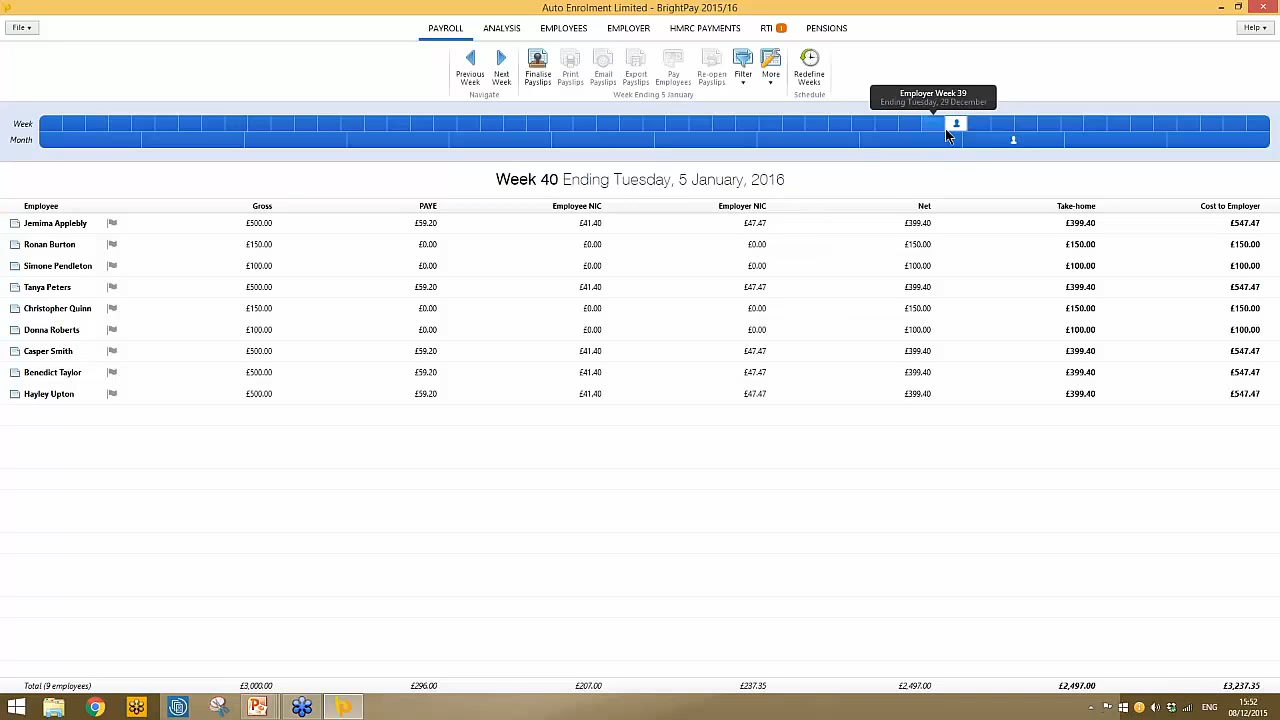 Auto Enrolment Limited - BrightPay 2015/16
File
PAYROLL ANALYSIS EMPLOYEES EMPLOYER HMRC PAYMENTS RTI 1 PENSIONS
Help
Previous Week Next Week Finalise Payslips Print Payslips Email Payslips Export Payslips Pay Employees Re-open Payslips Filter More Redefine Weeks
Navigate Week Ending 5 January Schedule
Employer Week 39
Ending Tuesday, 29 December
Week
Month
Week 40 Ending Tuesday, 5 January, 2016
Employee Gross PAYE Employee NIC Employer NIC Net Take-home Cost to Employer
Jemima Applebly £500.00 £59.20 £41.40 £47.47 £399.40 £399.40 £547.47
Ronan Burton £150.00 £0.00 £0.00 £0.00 £150.00 £150.00 £150.00
Simone Pendleton £100.00 £0.00 £0.00 £0.00 £100.00 £100.00 £100.00
Tanya Peters £500.00 £59.20 £41.40 £47.47 £399.40 £399.40 £547.47
Christopher Quinn £150.00 £0.00 £0.00 £0.00 £150.00 £150.00 £150.00
Donna Roberts £100.00 £0.00 £0.00 £0.00 £100.00 £100.00 £100.00
Casper Smith £500.00 £59.20 £41.40 £47.47 £399.40 £399.40 £547.47
Benedict Taylor £500.00 £59.20 £41.40 £47.47 £399.40 £399.40 £547.47
Hayley Upton £500.00 £59.20 £41.40 £47.47 £399.40 £399.40 £547.47
Total (9 employees) £3,000.00 £296.00 £207.00 £237.35 £2,497.00 £2,497.00 £3,237.35
ENG 15:52
08/12/2015